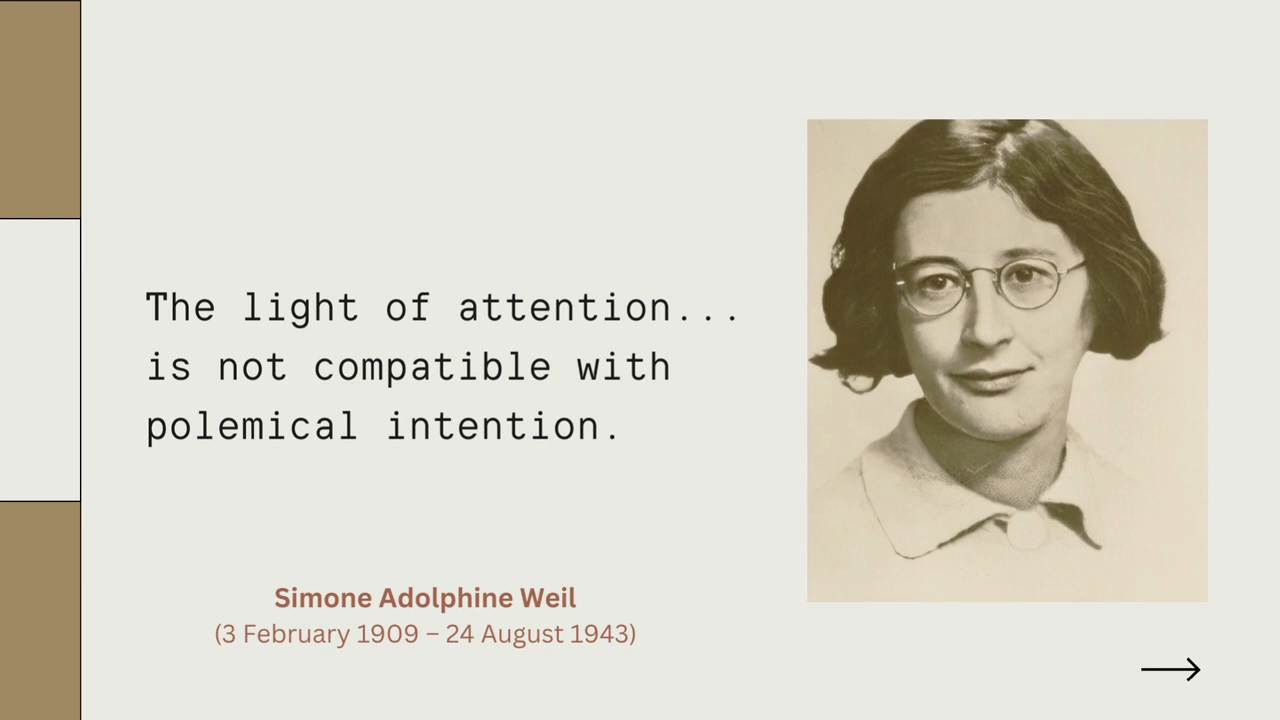 The light of attention...
is not compatible with
polemical intention.
Simone Adolphine Weil
(3 February 1909 – 24 August 1943)